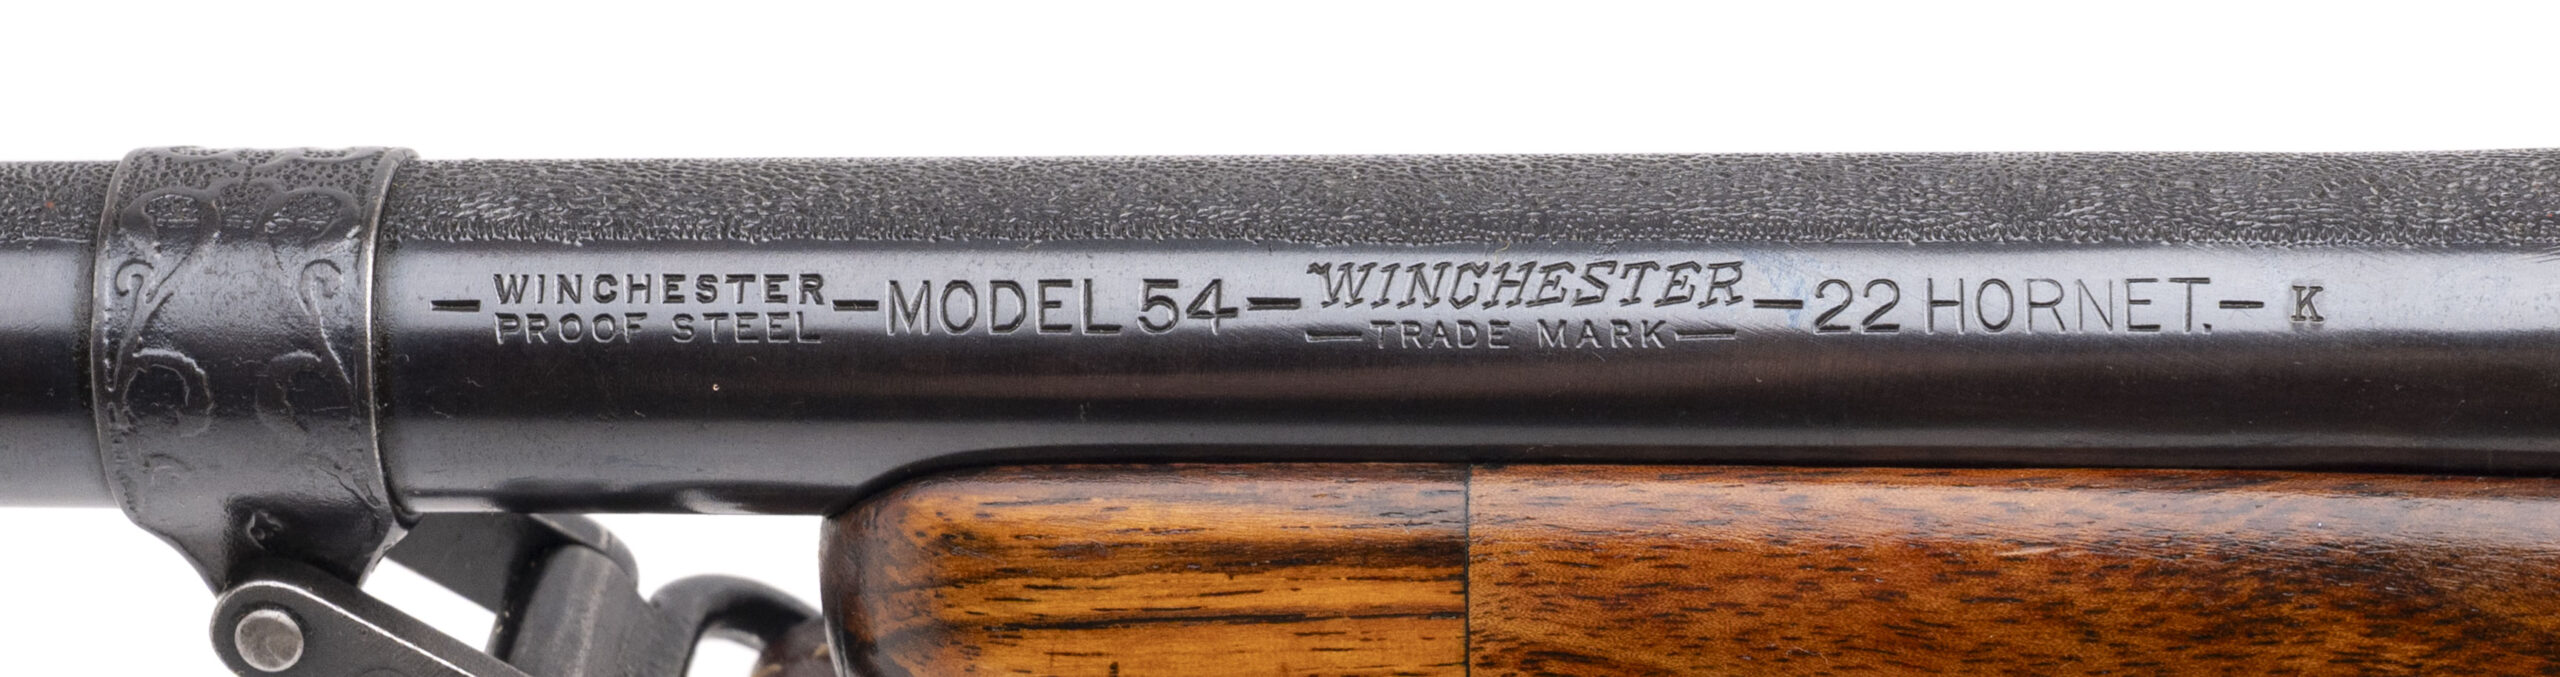 -WINCHESTER PROOF STEEL-MODEL 54-WINCHESTER-TRADE MARK--22 HORNET.- K